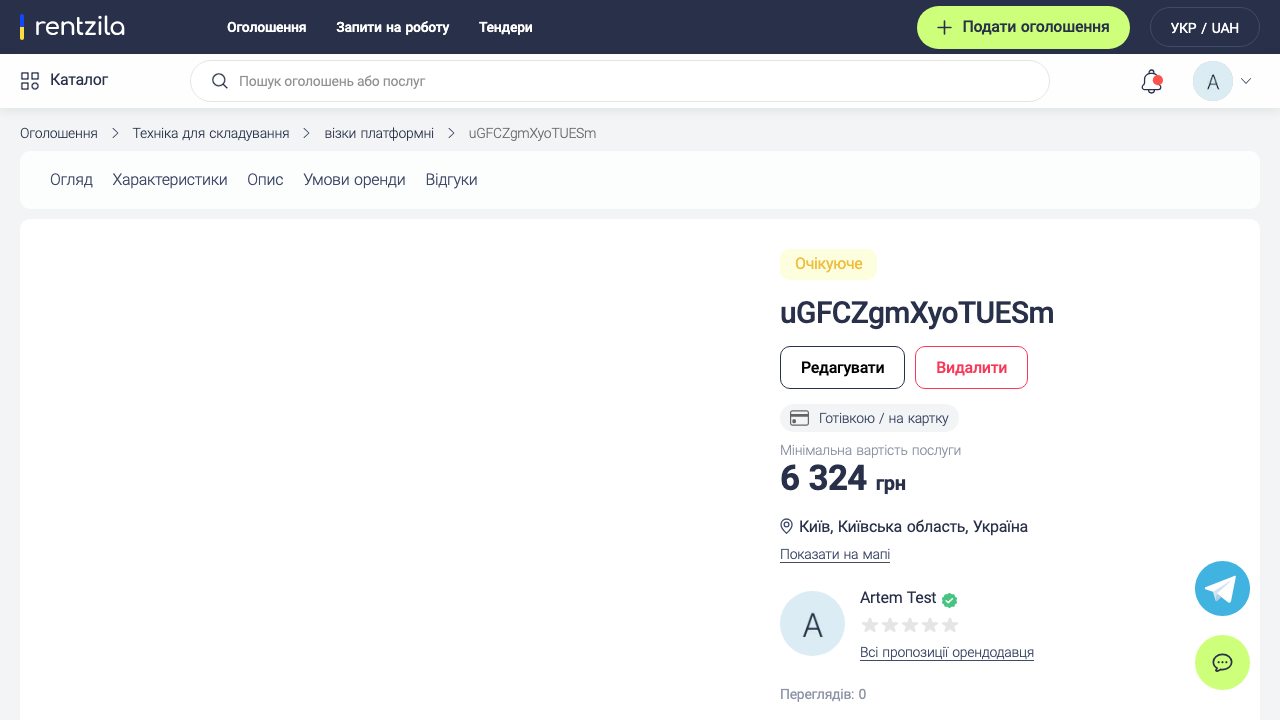 rentzila
Оголошення Запити на роботу Тендери
Подати оголошення
УКР / UAH
Каталог
Пошук оголошень або послуг
A
Оголошення Техніка для складування візки платформні uGFCZgmXyoTUESm
Огляд Характеристики Опис Умови оренди Відгуки
Очікуюче
uGFCZgmXyoTUESm
Редагувати Видалити
Готівкою / на картку
Мінімальна вартість послуги
6 324 грн
Київ, Київська область, Україна
Показати на мапі
A
Artem Test
Всі пропозиції орендодавця
Переглядів: 0